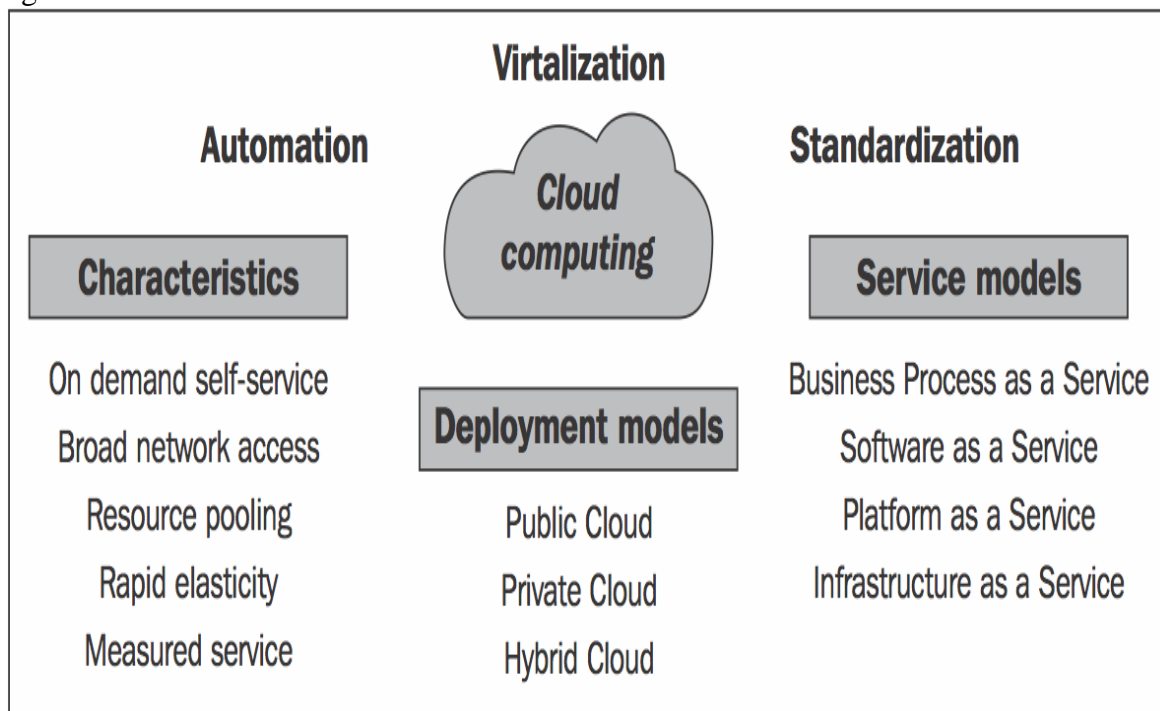 Virtalization
Automation
Standardization
Cloud
computing
Characteristics
On demand self-service
Broad network access
Resource pooling
Rapid elasticity
Measured service
Deployment models
Public Cloud
Private Cloud
Hybrid Cloud
Service models
Business Process as a Service
Software as a Service
Platform as a Service
Infrastructure as a Service